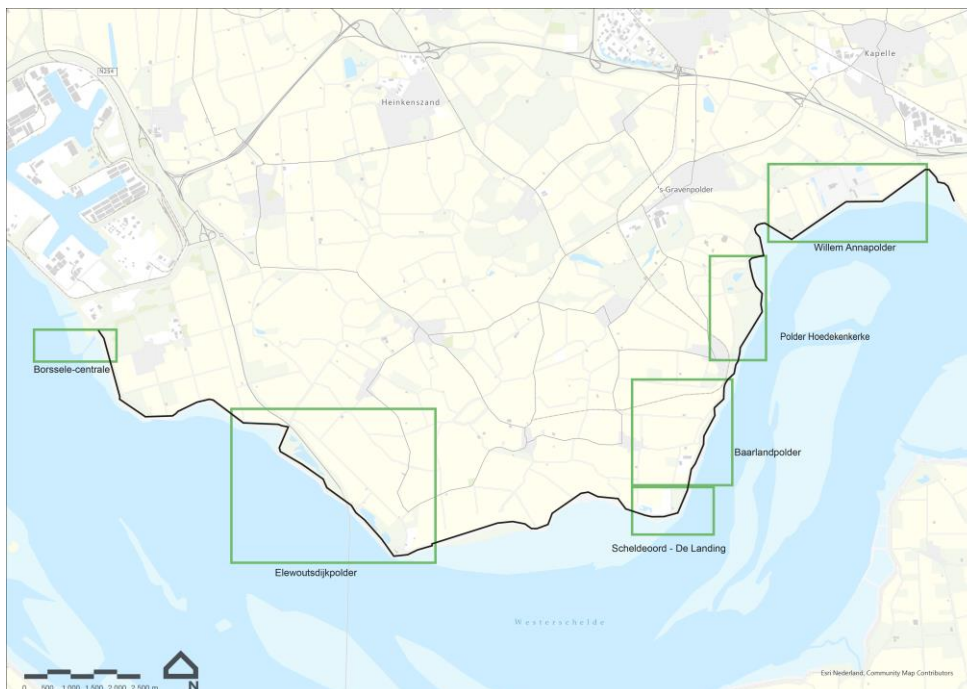 N254
Heinkenszand
Kapelle
's-Gravenpolder
Willem Annapolder
Polder Hoedekenkerke
Borssele-centrale
Baarlandpolder
Scheldeoord - De Landing
Elewoutsdijkpolder
Westerschelde
0 500 1.000 1.500 2.000 2.500 m
N
Esri Nederland, Community Map Contributors